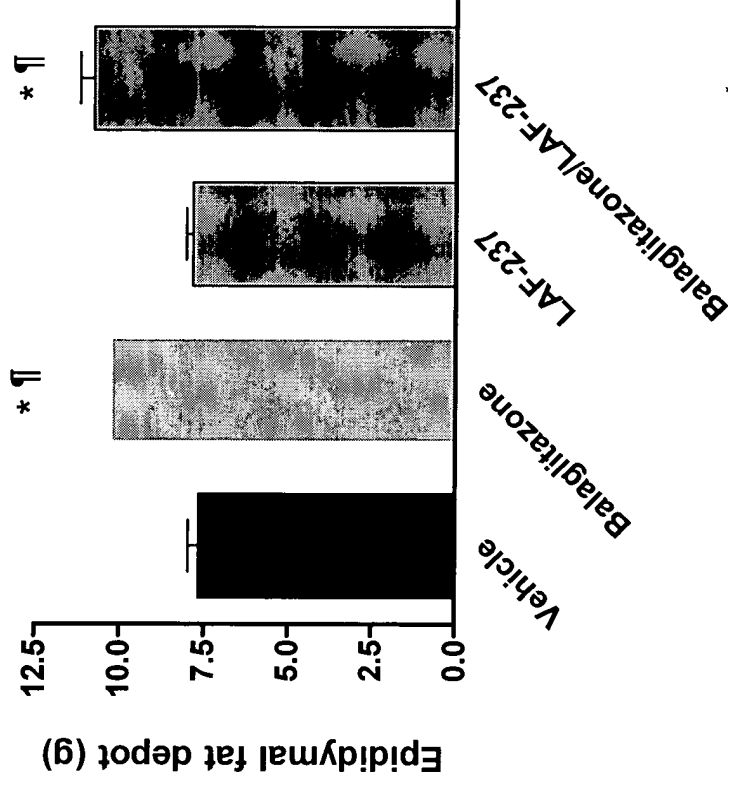 Epididymal fat depot (g)
12.5
10.0
7.5
5.0
2.5
0.0
* ¶
* ¶
Vehicle
Balaglitazone
LAF-237
Balaglitazone/LAF-237